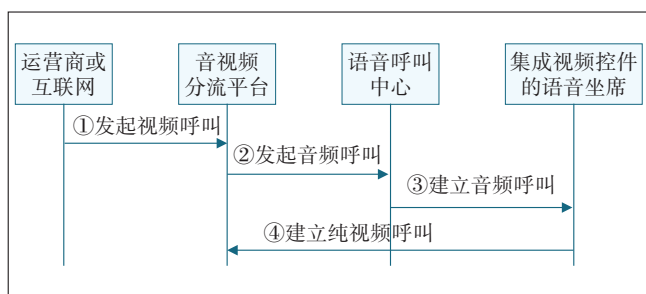 运营商或
互联网
音视频
分流平台
语音呼叫
中心
集成视频控件
的语音坐席
①发起视频呼叫
②发起音频呼叫
③建立音频呼叫
④建立纯视频呼叫